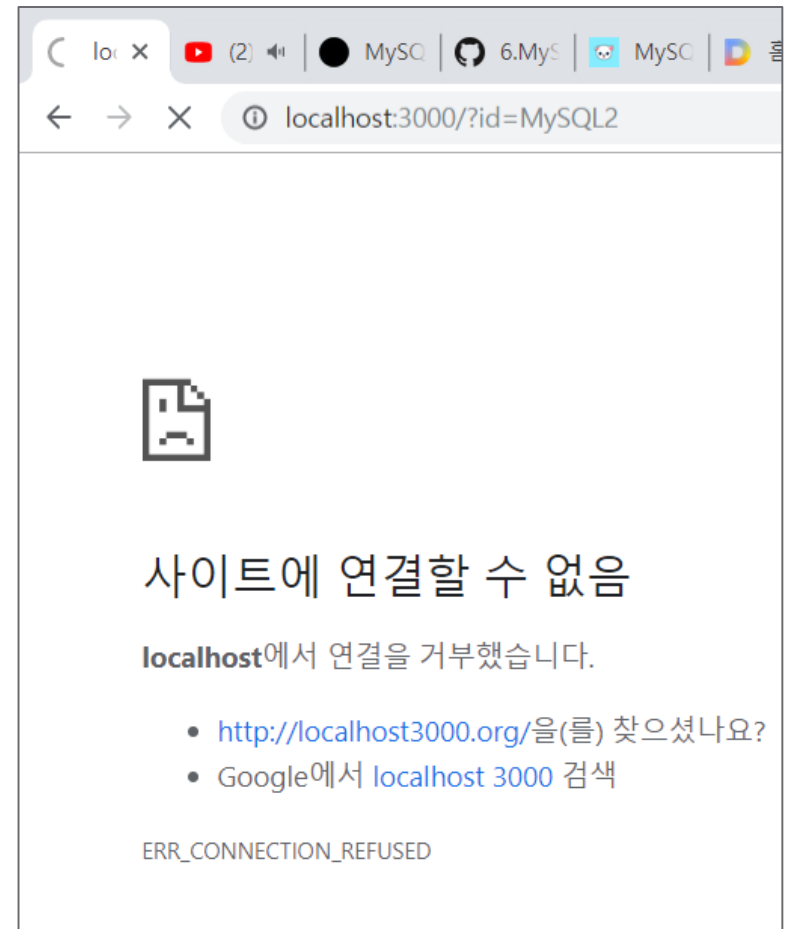 loc (2) MySQ 6.MyS MySQ 홈
localhost:3000/?id=MySQL2
사이트에 연결할 수 없음
localhost에서 연결을 거부했습니다.
http://localhost3000.org/을(를) 찾으셨나요?
Google에서 localhost 3000 검색
ERR_CONNECTION_REFUSED